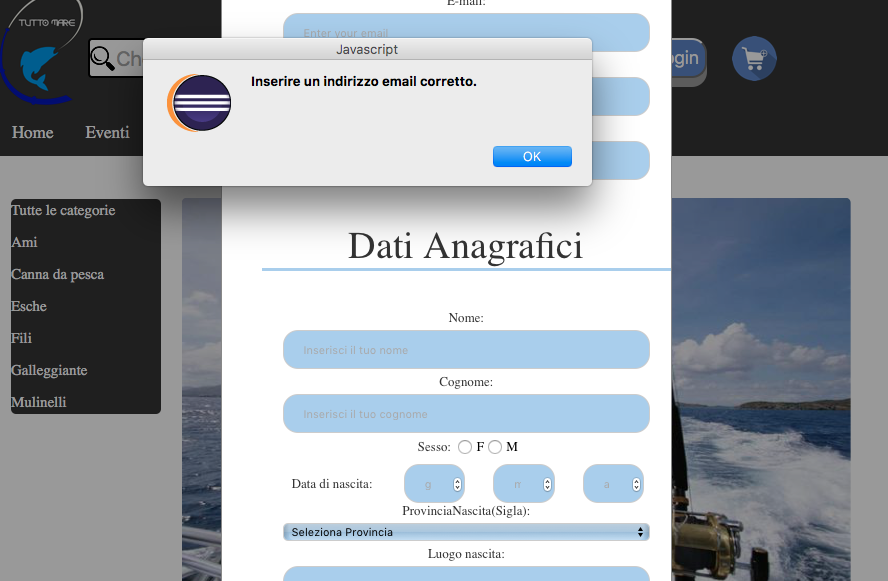 TUTTO MARE
E-mail:
Enter your email
Javascript
Inserire un indirizzo email corretto.
OK
gin
Home
Eventi
Tutte le categorie
Ami
Canna da pesca
Esche
Fili
Galleggiante
Mulinelli
Dati Anagrafici
Nome:
Inserisci il tuo nome
Cognome:
Inserisci il tuo cognome
Sesso: F M
Data di nascita: g a
ProvinciaNascita(Sigla):
Seleziona Provincia
Luogo nascita: